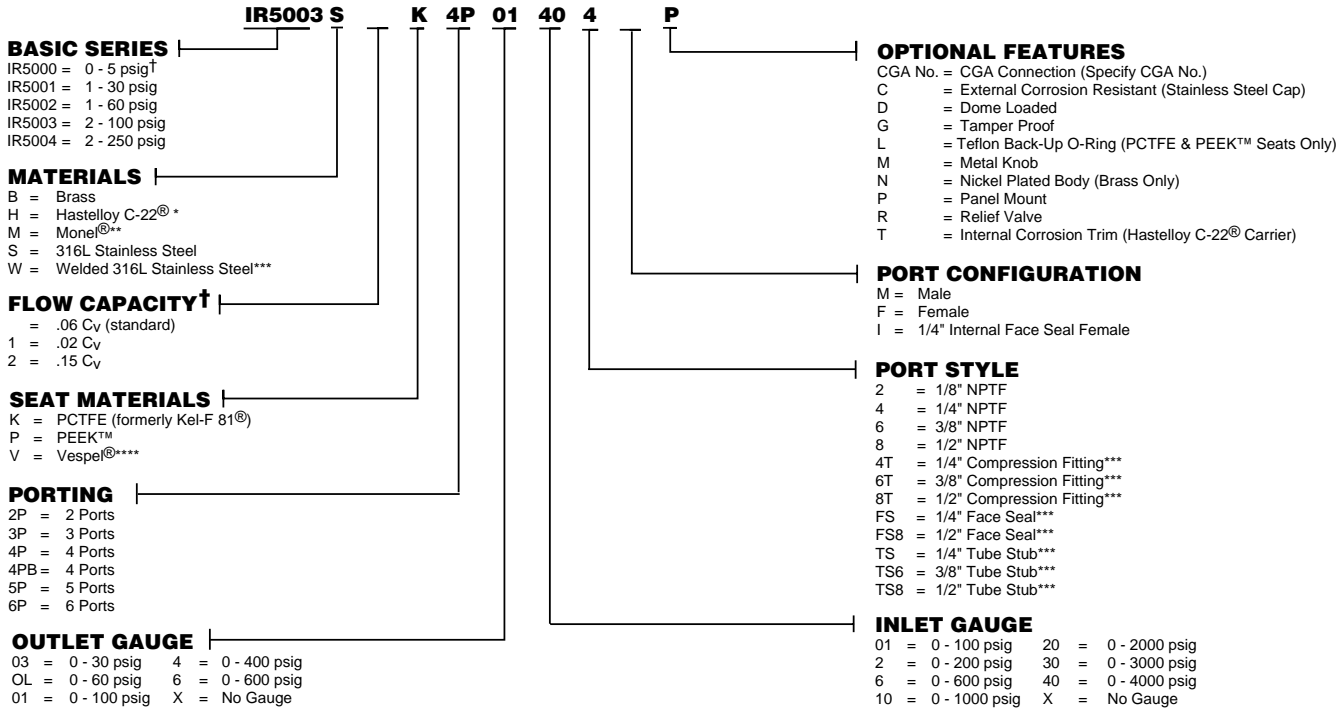 IR5003 S _ K 4P 01 40 4 _ P
BASIC SERIES
IR5000 = 0 - 5 psig†
IR5001 = 1 - 30 psig
IR5002 = 1 - 60 psig
IR5003 = 2 - 100 psig
IR5004 = 2 - 250 psig
MATERIALS
B = Brass
H = Hastelloy C-22® *
M = Monel®**
S = 316L Stainless Steel
W = Welded 316L Stainless Steel***
FLOW CAPACITY†
= .06 Cv (standard)
1 = .02 Cv
2 = .15 Cv
SEAT MATERIALS
K = PCTFE (formerly Kel-F 81®)
P = PEEK™
V = Vespel®****
PORTING
2P = 2 Ports
3P = 3 Ports
4P = 4 Ports
4PB = 4 Ports
5P = 5 Ports
6P = 6 Ports
OUTLET GAUGE
03 = 0 - 30 psig 4 = 0 - 400 psig
OL = 0 - 60 psig 6 = 0 - 600 psig
01 = 0 - 100 psig X = No Gauge
OPTIONAL FEATURES
CGA No. = CGA Connection (Specify CGA No.)
C = External Corrosion Resistant (Stainless Steel Cap)
D = Dome Loaded
G = Tamper Proof
L = Teflon Back-Up O-Ring (PCTFE & PEEK™ Seats Only)
M = Metal Knob
N = Nickel Plated Body (Brass Only)
P = Panel Mount
R = Relief Valve
T = Internal Corrosion Trim (Hastelloy C-22® Carrier)
PORT CONFIGURATION
M = Male
F = Female
I = 1/4" Internal Face Seal Female
PORT STYLE
2 = 1/8" NPTF
4 = 1/4" NPTF
6 = 3/8" NPTF
8 = 1/2" NPTF
4T = 1/4" Compression Fitting***
6T = 3/8" Compression Fitting***
8T = 1/2" Compression Fitting***
FS = 1/4" Face Seal***
FS8 = 1/2" Face Seal***
TS = 1/4" Tube Stub***
TS6 = 3/8" Tube Stub***
TS8 = 1/2" Tube Stub***
INLET GAUGE
01 = 0 - 100 psig 20 = 0 - 2000 psig
2 = 0 - 200 psig 30 = 0 - 3000 psig
6 = 0 - 600 psig 40 = 0 - 4000 psig
10 = 0 - 1000 psig X = No Gauge